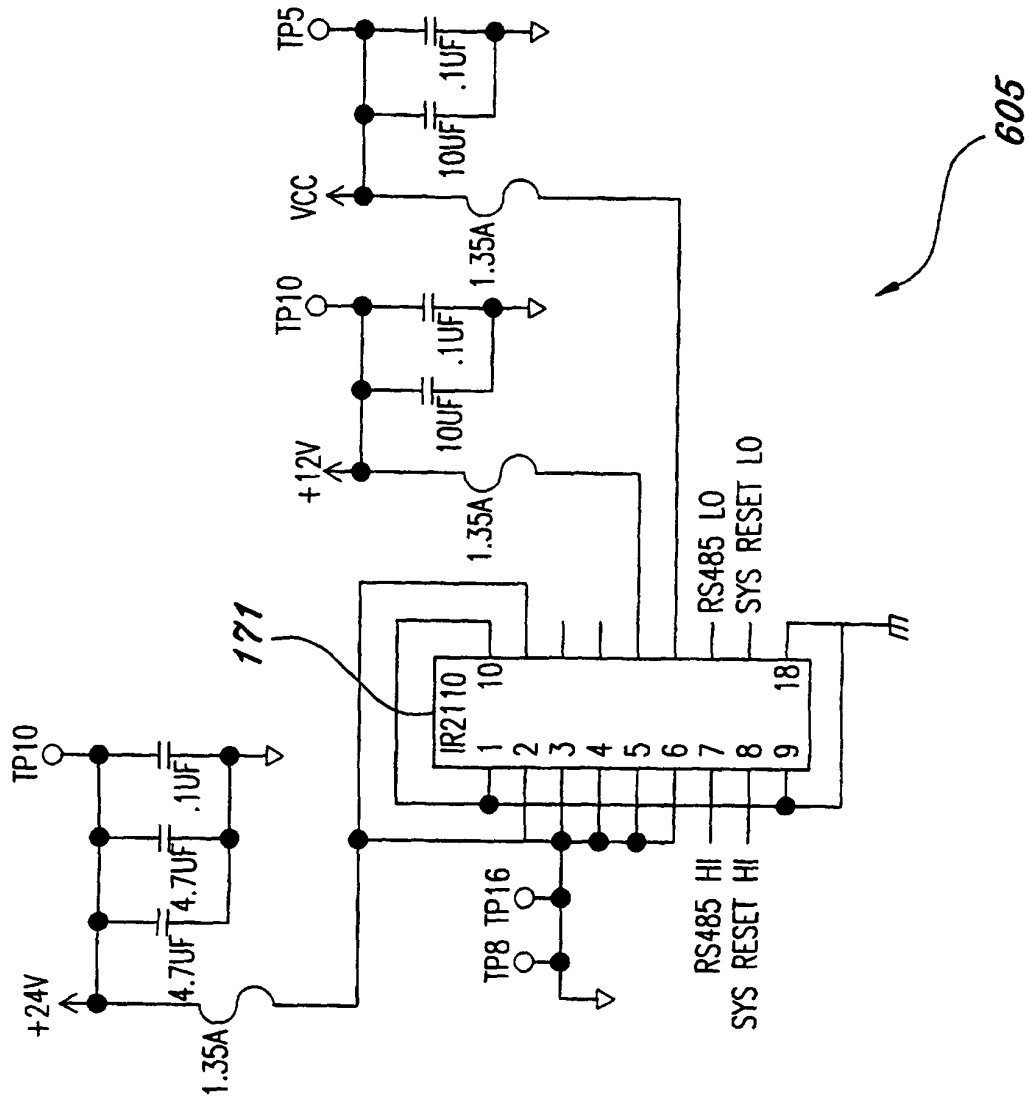 TP5
.1UF
10UF
VCC
1.35A
TP10
.1UF
10UF
+12V
1.35A
605
171
TP10
.1UF
4.7UF
4.7UF
+24V
1.35A
IR2110
1
2
3
4
5
6
7
8
9
10
18
TP8 TP16
RS485 HI
SYS RESET HI
RS485 LO
SYS RESET LO